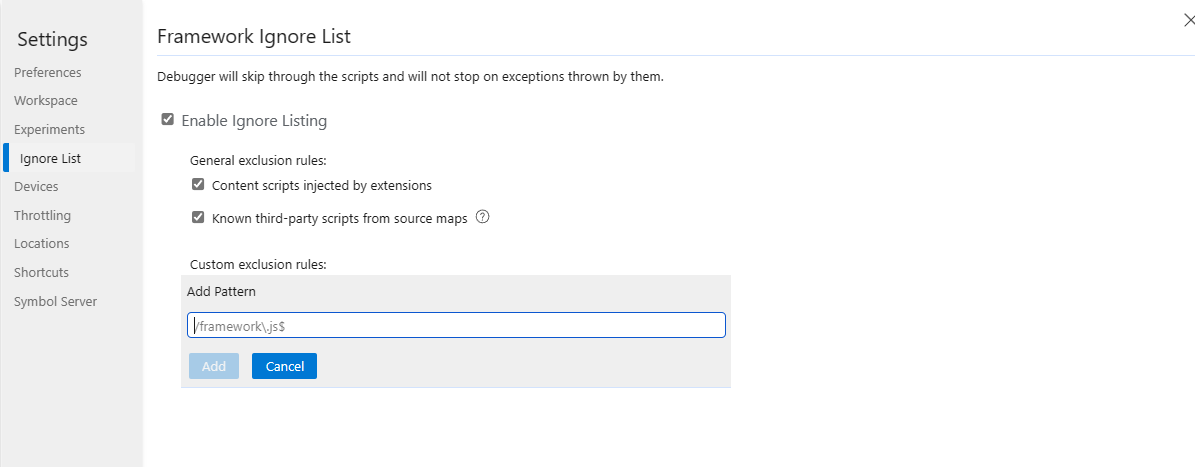 Settings
Preferences
Workspace
Experiments
Ignore List
Devices
Throttling
Locations
Shortcuts
Symbol Server
Framework Ignore List
Debugger will skip through the scripts and will not stop on exceptions thrown by them.
Enable Ignore Listing
General exclusion rules:
Content scripts injected by extensions
Known third-party scripts from source maps ?
Custom exclusion rules:
Add Pattern
/framework\.js$
Add Cancel